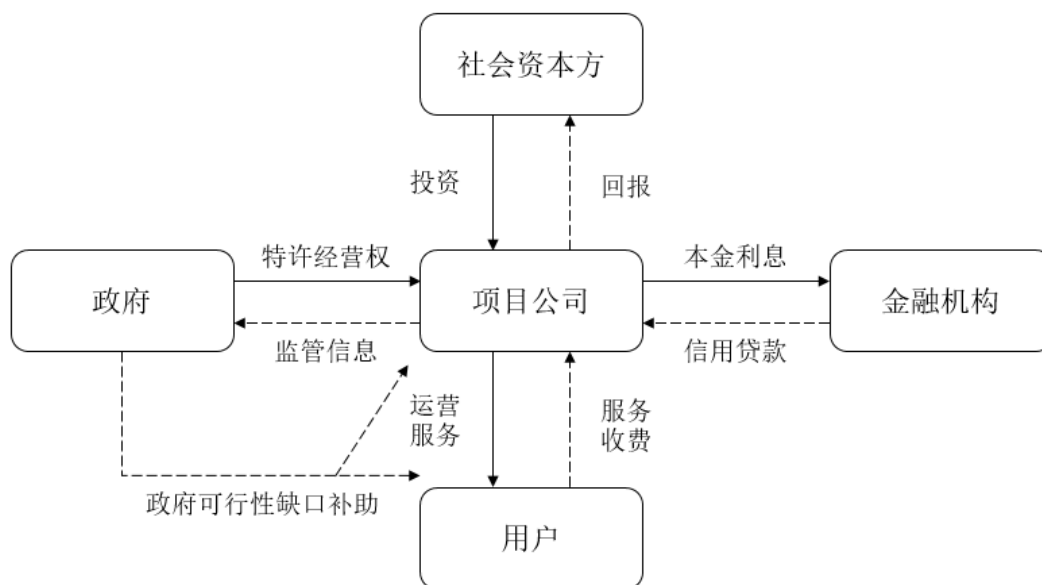 社会资本方
投资
回报
特许经营权
本金利息
政府
项目公司
金融机构
监管信息
信用贷款
运营
服务
服务
收费
政府可行性缺口补助
用户